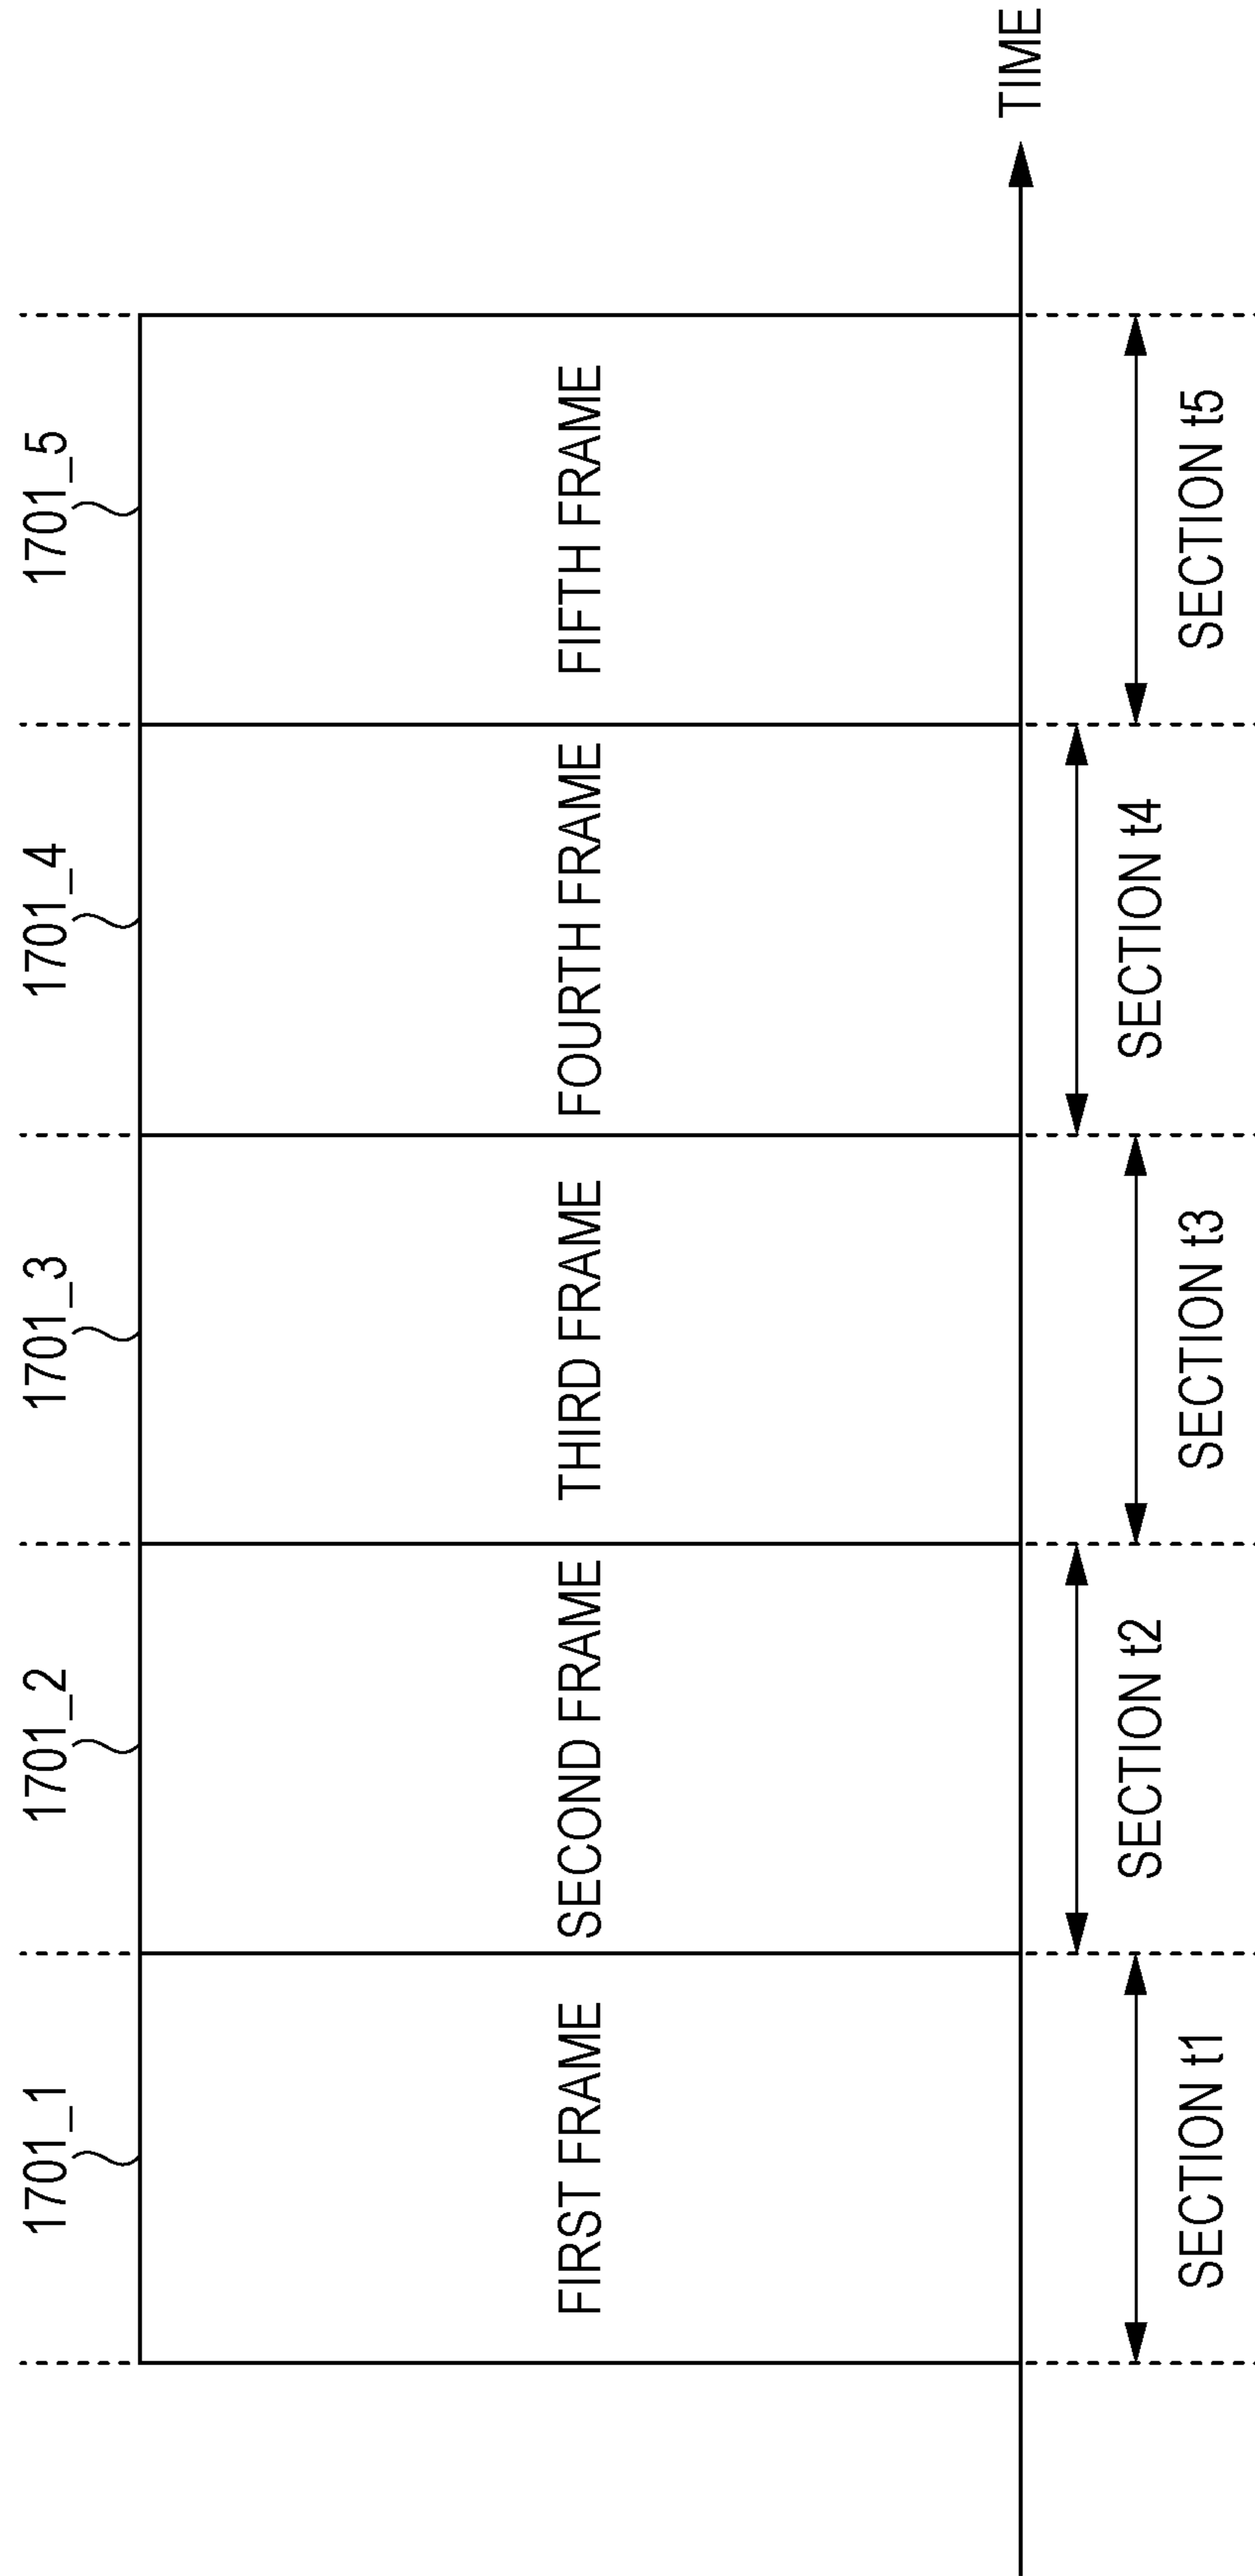 1701_1
1701_2
1701_3
1701_4
1701_5
FIRST FRAME
SECOND FRAME
THIRD FRAME
FOURTH FRAME
FIFTH FRAME
TIME
SECTION t1
SECTION t2
SECTION t3
SECTION t4
SECTION t5